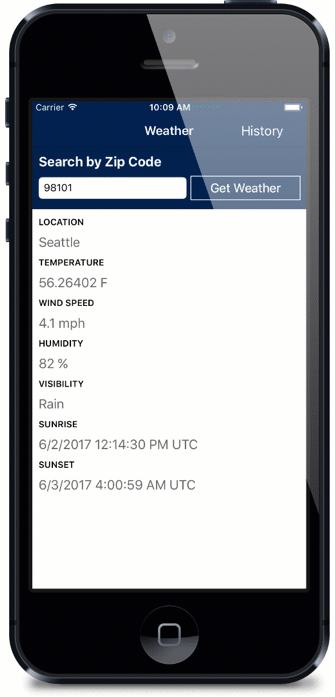 Carrier 10:09 AM
Weather History
Search by Zip Code
98101 Get Weather
LOCATION
Seattle
TEMPERATURE
56.26402 F
WIND SPEED
4.1 mph
HUMIDITY
82 %
VISIBILITY
Rain
SUNRISE
6/2/2017 12:14:30 PM UTC
SUNSET
6/3/2017 4:00:59 AM UTC